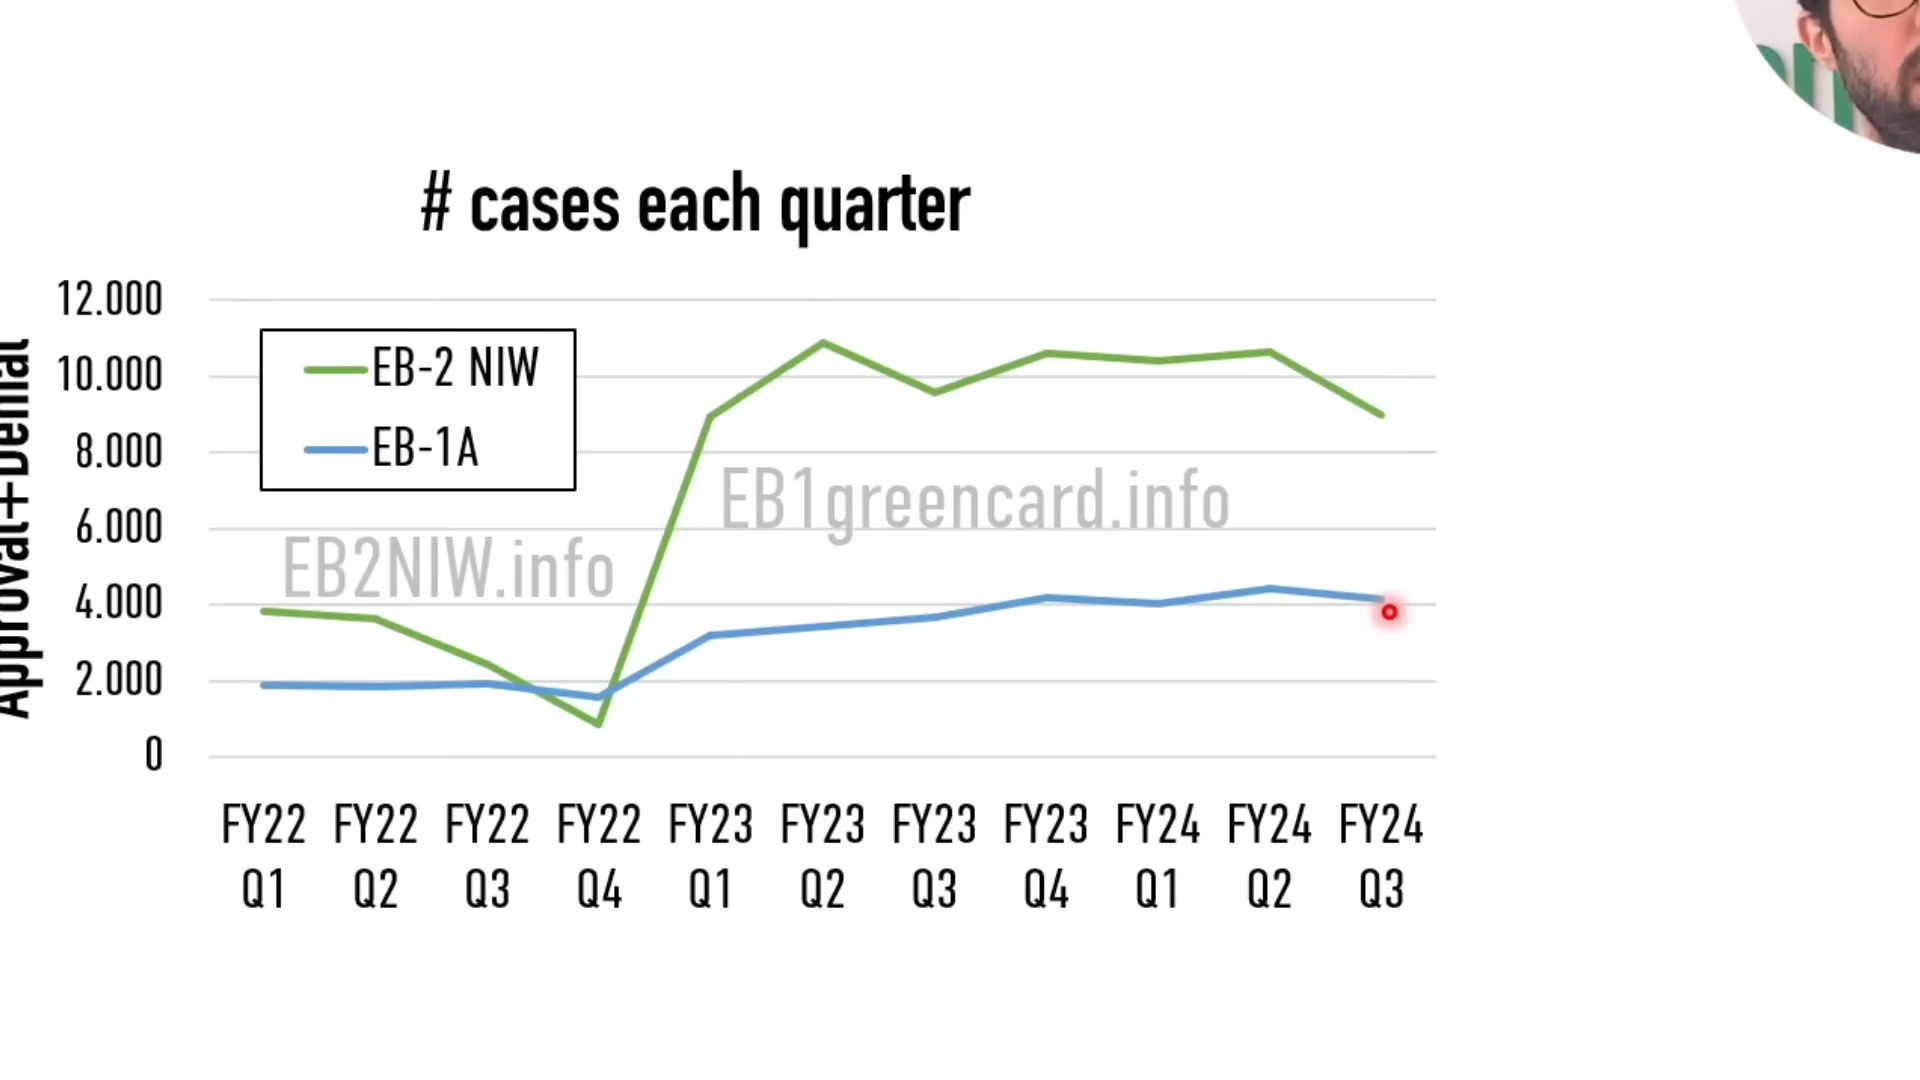 # cases each quarter
12.000
10.000
8.000
6.000
4.000
2.000
0
Approval+Denial
EB-2 NIW
EB-1A
EB1greencard.info
EB2NIW.info
FY22 FY22 FY22 FY22 FY23 FY23 FY23 FY23 FY24 FY24 FY24
Q1 Q2 Q3 Q4 Q1 Q2 Q3 Q4 Q1 Q2 Q3